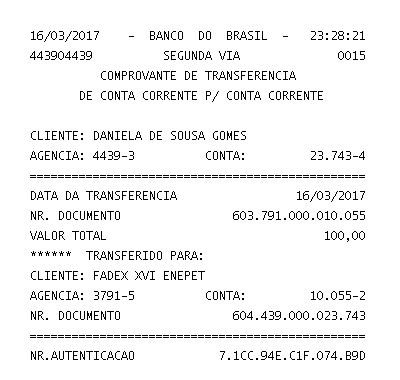 16/03/2017 - BANCO DO BRASIL - 23:28:21
443904439 SEGUNDA VIA 0015
COMPROVANTE DE TRANSFERENCIA
DE CONTA CORRENTE P/ CONTA CORRENTE
CLIENTE: DANIELA DE SOUSA GOMES
AGENCIA: 4439-3 CONTA: 23.743-4
================================================
DATA DA TRANSFERENCIA 16/03/2017
NR. DOCUMENTO 603.791.000.010.055
VALOR TOTAL 100,00
****** TRANSFERIDO PARA:
CLIENTE: FADEX XVI ENEPET
AGENCIA: 3791-5 CONTA: 10.055-2
NR. DOCUMENTO 604.439.000.023.743
================================================
NR.AUTENTICACAO 7.1CC.94E.C1F.074.B9D